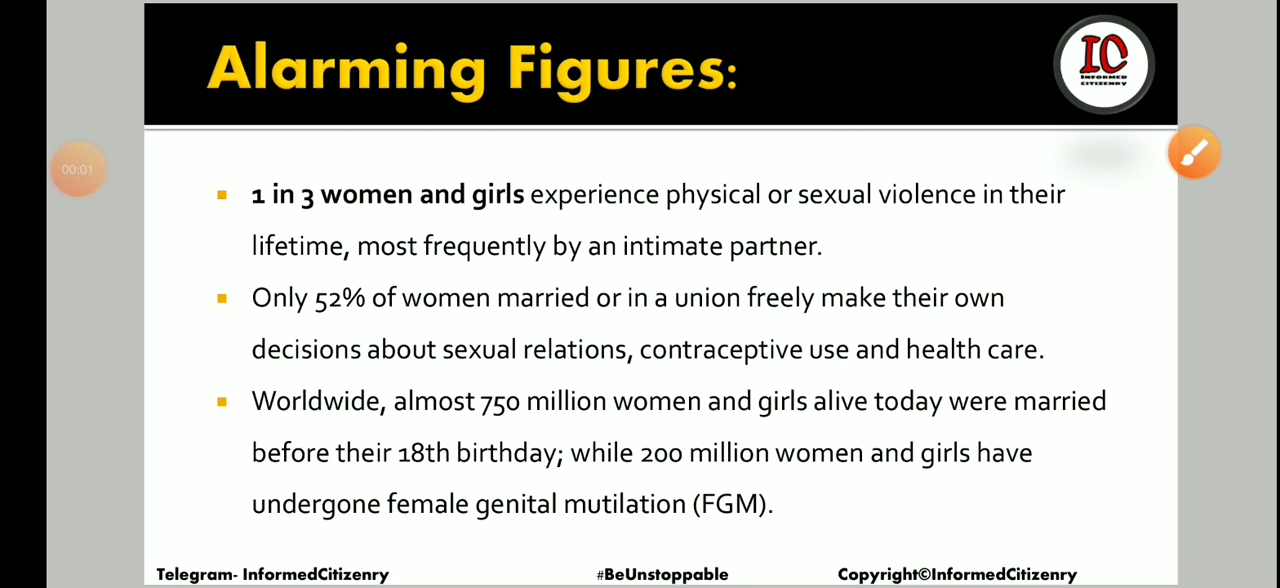 Alarming Figures:
IC
INFORMED
CITIZENRY
00:01
1 in 3 women and girls experience physical or sexual violence in their
lifetime, most frequently by an intimate partner.
Only 52% of women married or in a union freely make their own
decisions about sexual relations, contraceptive use and health care.
Worldwide, almost 750 million women and girls alive today were married
before their 18th birthday; while 200 million women and girls have
undergone female genital mutilation (FGM).
Telegram- InformedCitizenry #BeUnstoppable Copyright©InformedCitizenry